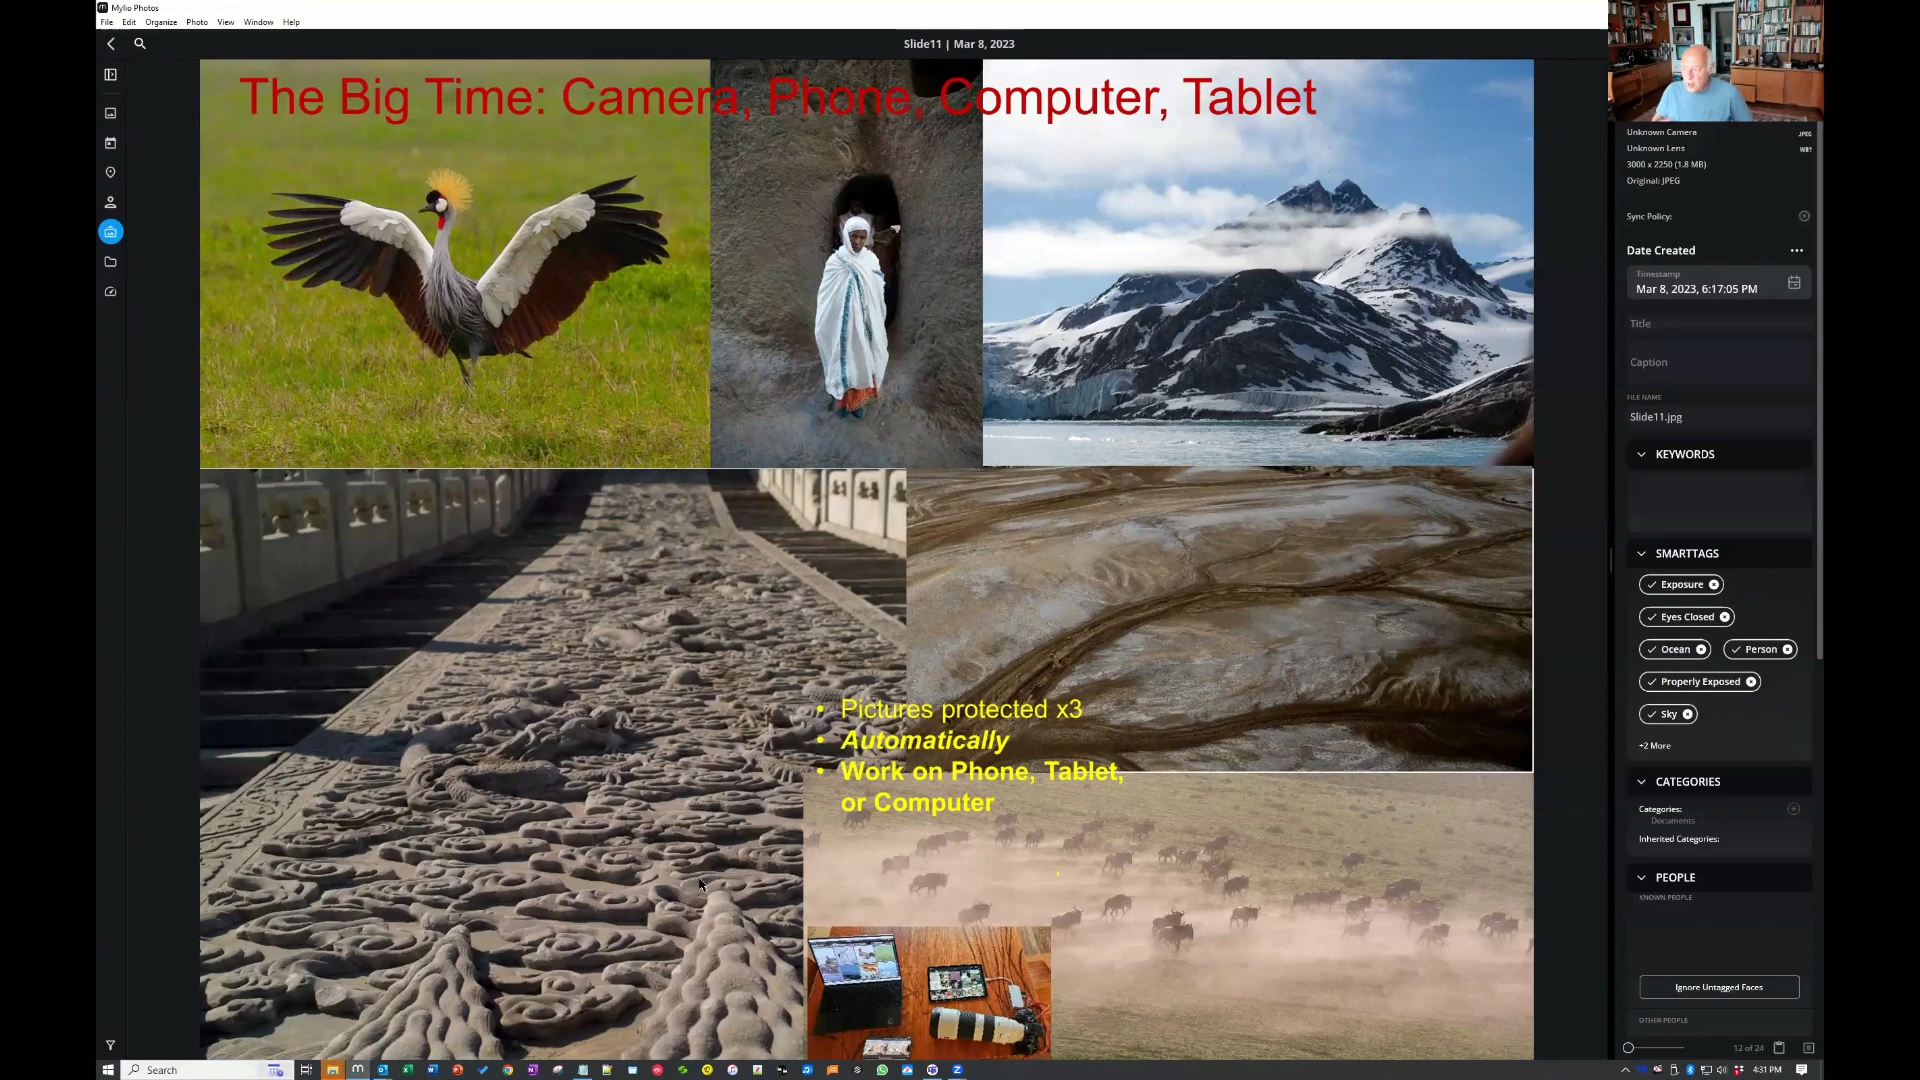 Mylio Photos
File Edit Organize Photo View Window Help
Slide11 | Mar 8, 2023
The Big Time: Camera, Phone, Computer, Tablet
• Pictures protected x3
• Automatically
• Work on Phone, Tablet,
or Computer
Unknown Camera JPEG
Unknown Lens WB?
3000 x 2250 (1.8 MB)
Original: JPEG
Sync Policy:
Date Created
Timestamp
Mar 8, 2023, 6:17:05 PM
Title
Caption
FILE NAME
Slide11.jpg
KEYWORDS
SMARTTAGS
Exposure
Eyes Closed
Ocean Person
Properly Exposed
Sky
+2 More
CATEGORIES
Categories:
Documents
Inherited Categories:
PEOPLE
KNOWN PEOPLE
Ignore Untagged Faces
OTHER PEOPLE
12 of 24
Search
4:31 PM